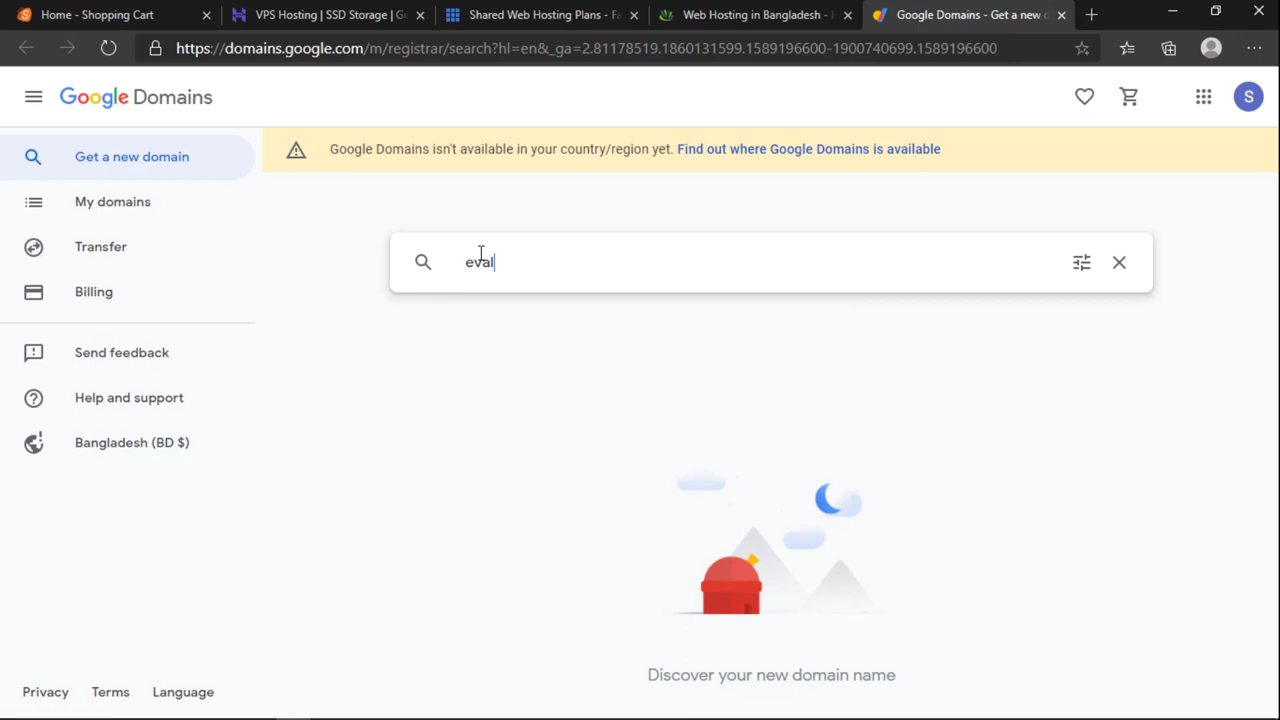 Home - Shopping Cart
VPS Hosting | SSD Storage | Ge
Shared Web Hosting Plans - Fa
Web Hosting in Bangladesh -
Google Domains - Get a new d
https://domains.google.com/m/registrar/search?hl=en&_ga=2.81178519.1860131599.1589196600-1900740699.1589196600
Google Domains
S
Get a new domain
Google Domains isn't available in your country/region yet. Find out where Google Domains is available
My domains
Transfer
eval
Billing
Send feedback
Help and support
Bangladesh (BD $)
Discover your new domain name
Privacy Terms Language